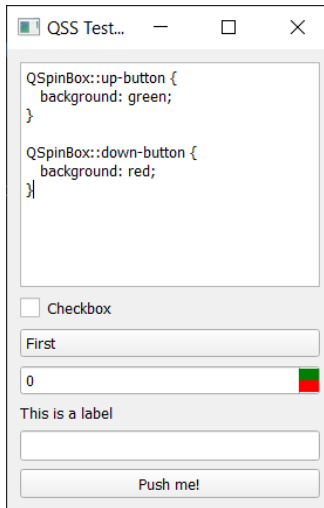 QSS Test...
QSpinBox::up-button {
   background: green;
}

QSpinBox::down-button {
   background: red;
}
Checkbox
First
0
This is a label
Push me!